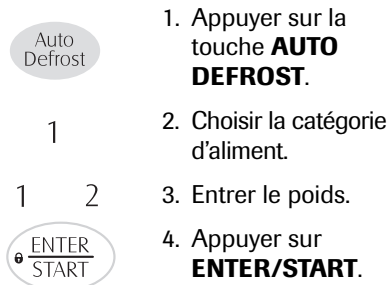 Auto
Defrost
1. Appuyer sur la
touche AUTO
DEFROST.
1
2. Choisir la catégorie
d’aliment.
1 2
3. Entrer le poids.
ENTER
START
4. Appuyer sur
ENTER/START.